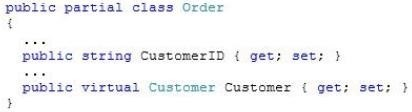 public partial class Order
{
...
public string CustomerID { get; set; }
...
public virtual Customer Customer { get; set; }
}